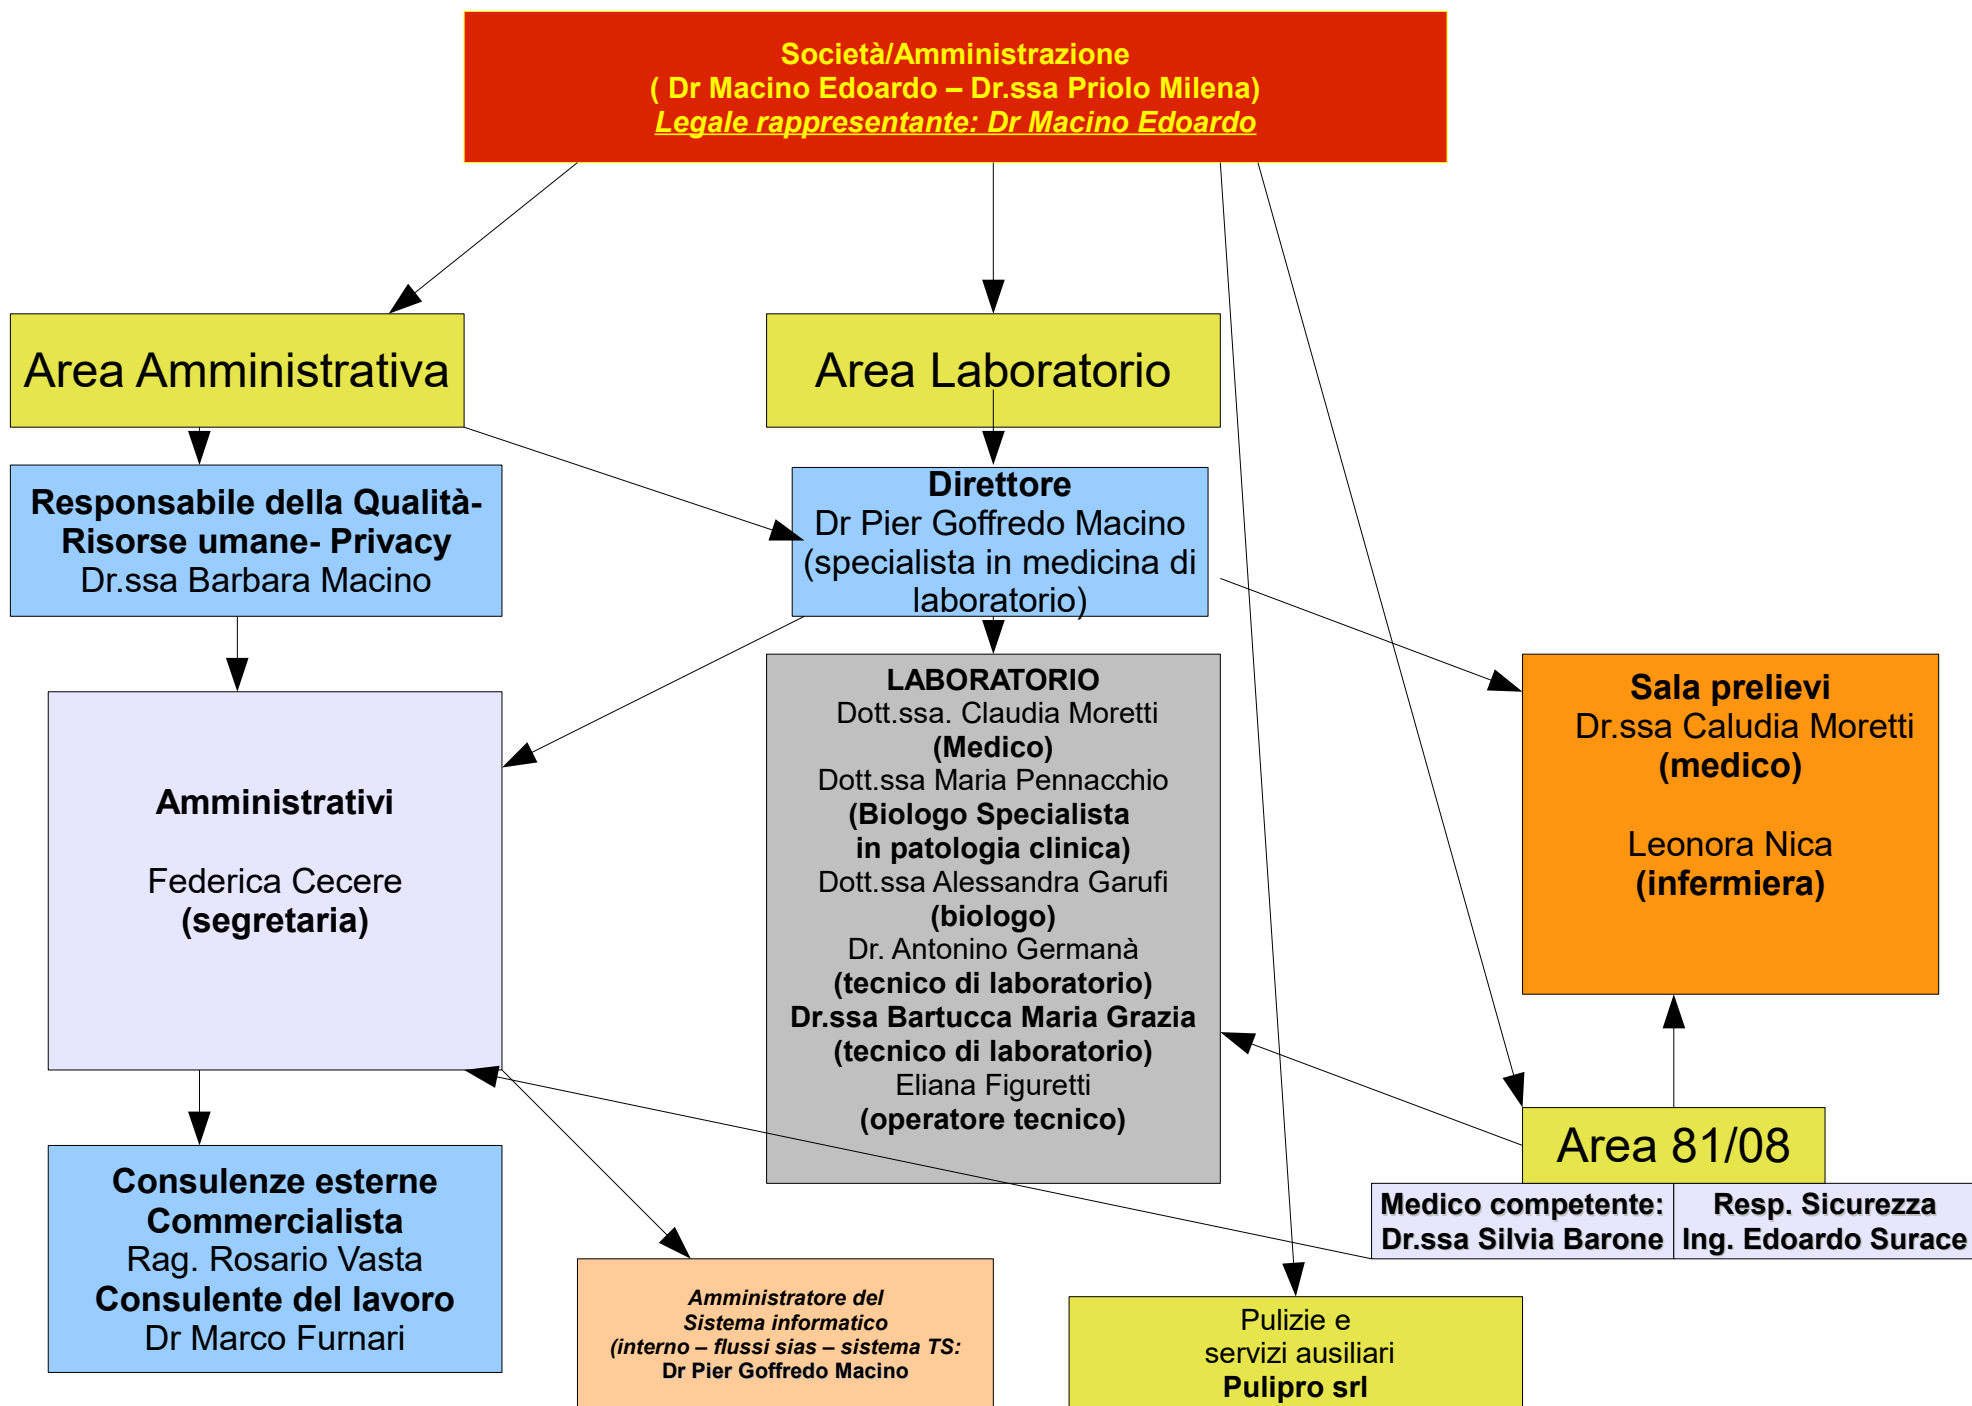 Società/Amministrazione
( Dr Macino Edoardo – Dr.ssa Priolo Milena)
Legale rappresentante: Dr Macino Edoardo
Area Amministrativa
Area Laboratorio
Responsabile della Qualità-
Risorse umane- Privacy
Dr.ssa Barbara Macino
Direttore
Dr Pier Goffredo Macino
(specialista in medicina di
laboratorio)
Amministrativi
Federica Cecere
(segretaria)
LABORATORIO
Dott.ssa. Claudia Moretti
(Medico)
Dott.ssa Maria Pennacchio
(Biologo Specialista
in patologia clinica)
Dott.ssa Alessandra Garufi
(biologo)
Dr. Antonino Germanà
(tecnico di laboratorio)
Dr.ssa Bartucca Maria Grazia
(tecnico di laboratorio)
Eliana Figuretti
(operatore tecnico)
Sala prelievi
Dr.ssa Caludia Moretti
(medico)
Leonora Nica
(infermiera)
Area 81/08
Medico competente:
Dr.ssa Silvia Barone
Resp. Sicurezza
Ing. Edoardo Surace
Consulenze esterne
Commercialista
Rag. Rosario Vasta
Consulente del lavoro
Dr Marco Furnari
Amministratore del
Sistema informatico
(interno – flussi sias – sistema TS:
Dr Pier Goffredo Macino
Pulizie e
servizi ausiliari
Pulipro srl